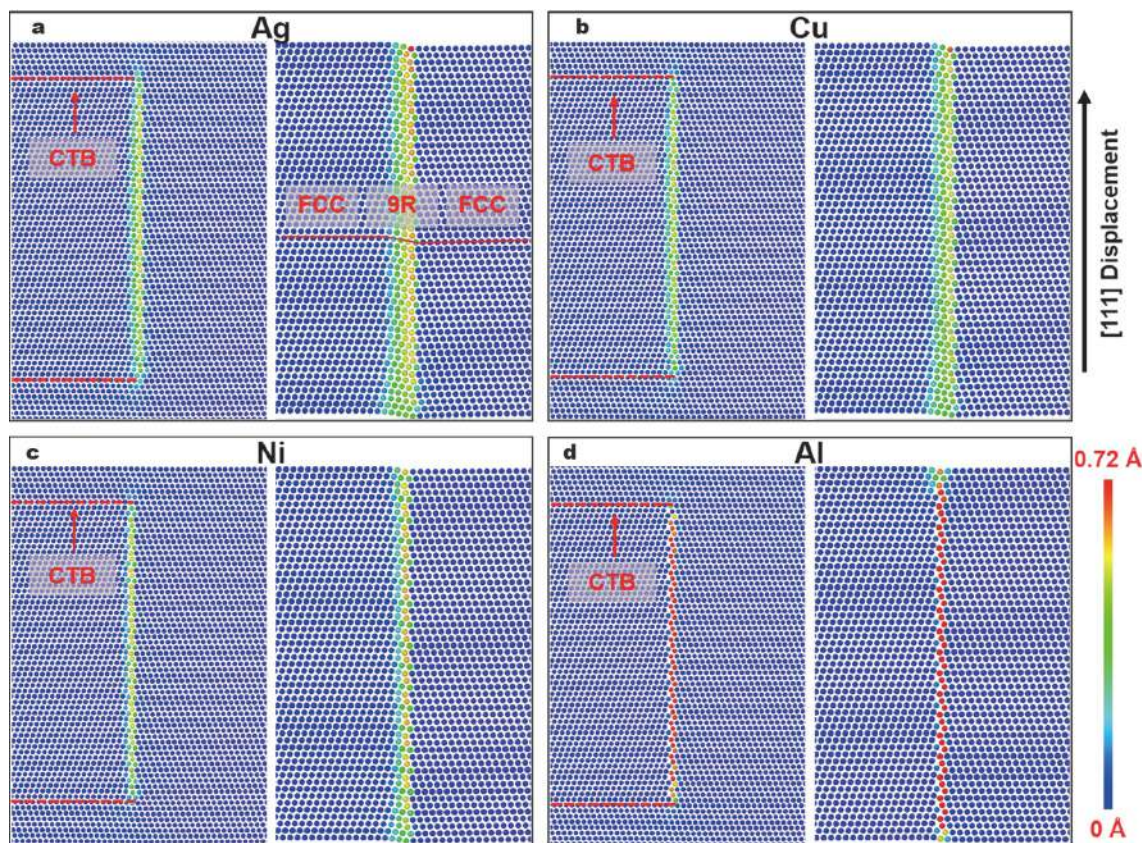 a
Ag
CTB
FCC
9R
FCC
b
Cu
CTB
[111] Displacement
c
Ni
CTB
d
Al
CTB
0.72 Å
0 Å